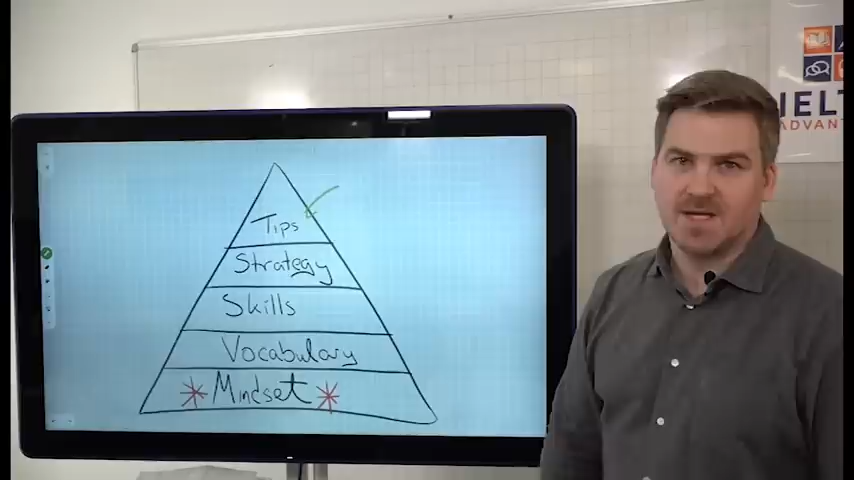 Tips
Strategy
Skills
Vocabulary
Mindset
IELT
ADVANT